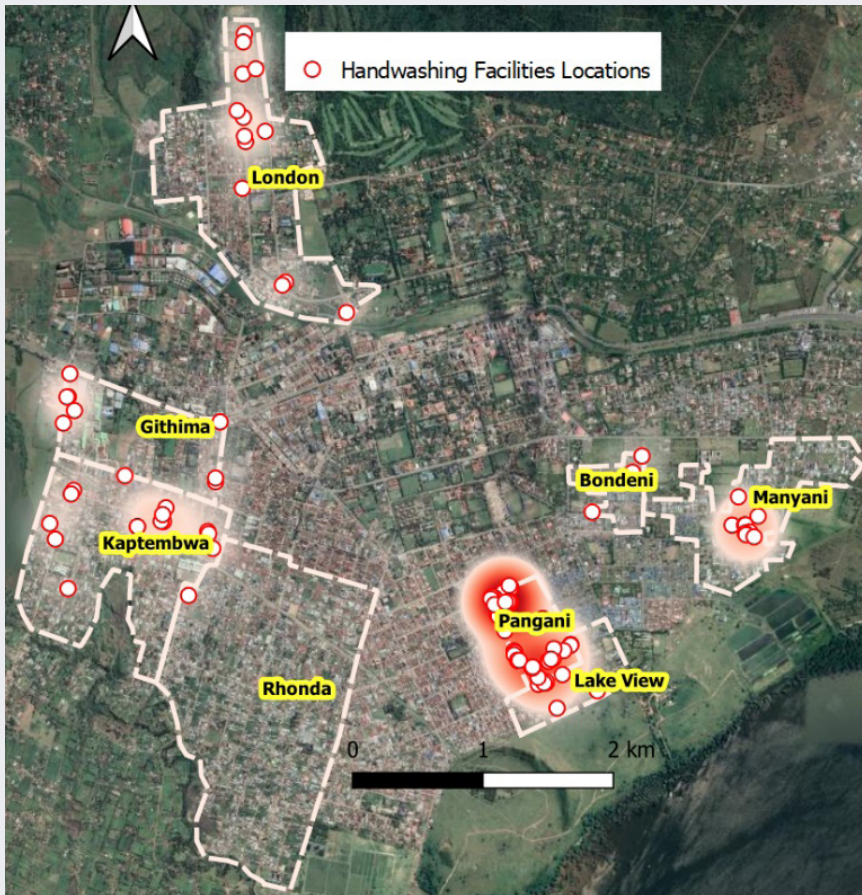 Handwashing Facilities Locations
London
Githima
Bondeni
Manyani
Kaptembwa
Pangani
Lake View
Rhonda
0 1 2 km